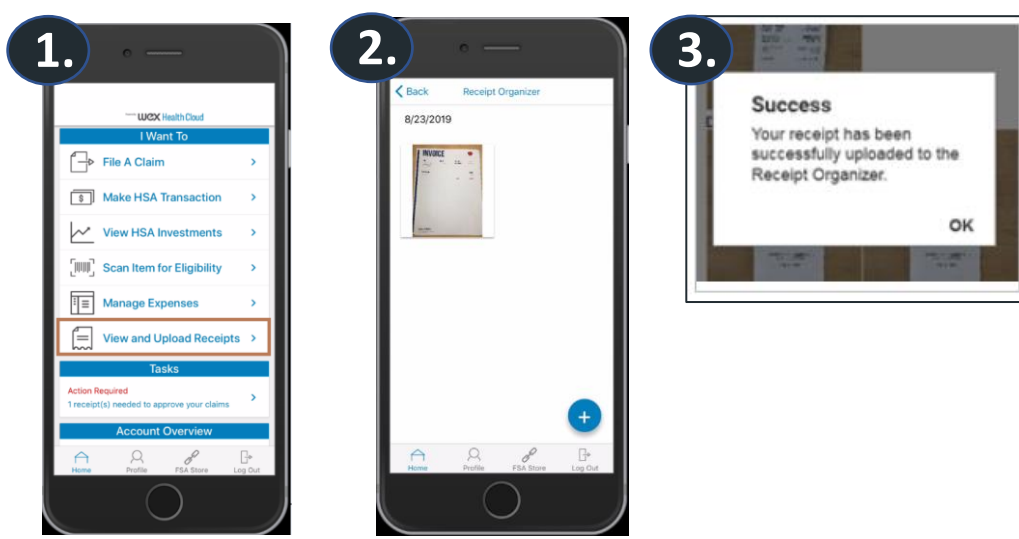 1.
WEX Health Cloud
I Want To
File A Claim
Make HSA Transaction
View HSA Investments
Scan Item for Eligibility
Manage Expenses
View and Upload Receipts
Tasks
Action Required
1 receipt(s) needed to approve your claims
Account Overview
Home Profile FSA Store Log Out
2.
Back Receipt Organizer
8/23/2019
INVOICE
+
Home Profile FSA Store Log Out
3.
Success
Your receipt has been
successfully uploaded to the
Receipt Organizer.
OK